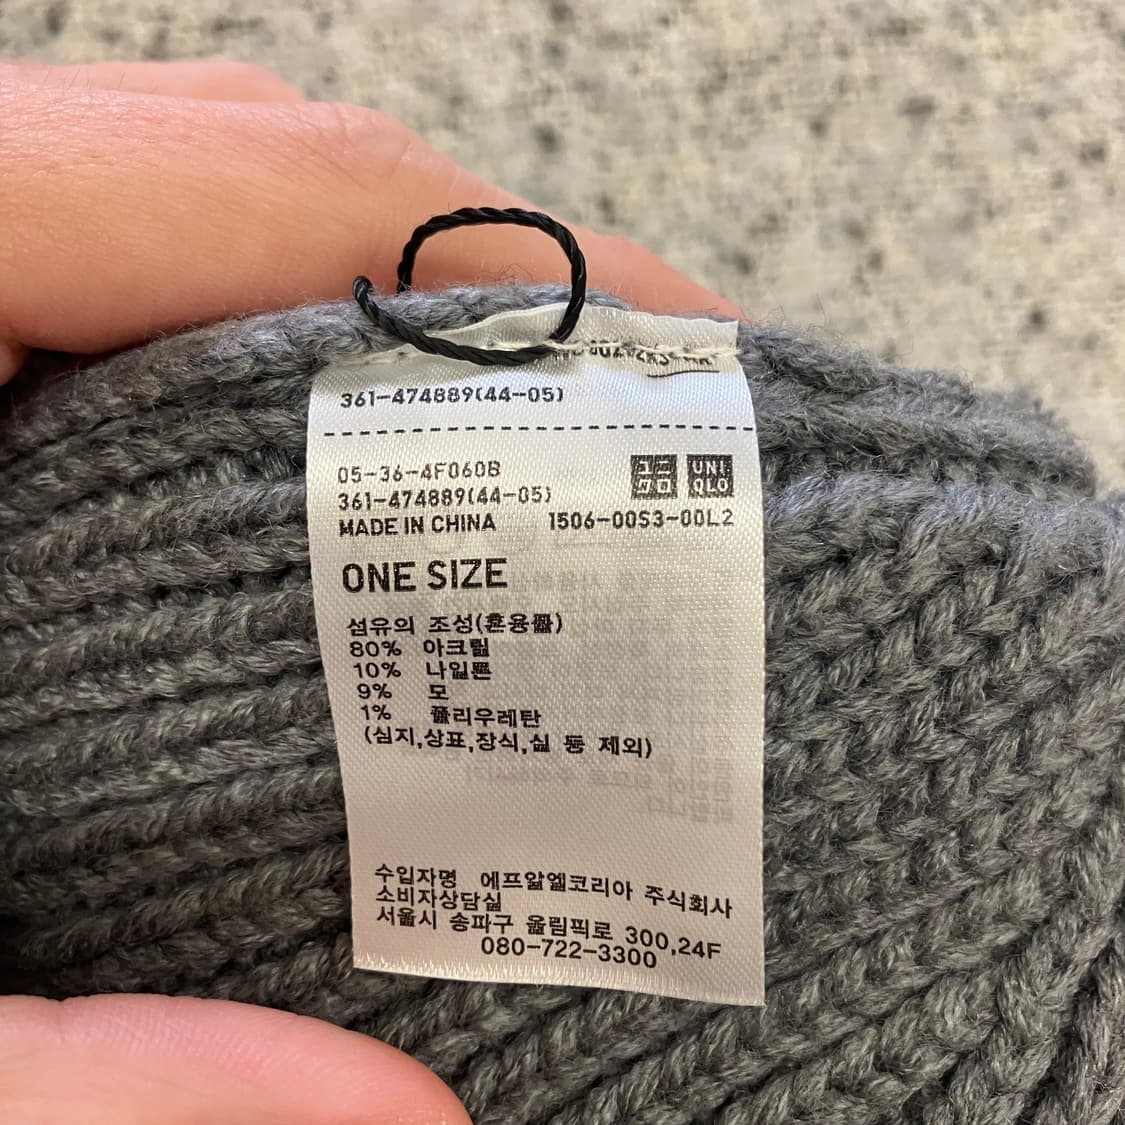 361-474889(44-05)
05-36-4F060B
ユニ
クロ
UNI
QLO
361-474889(44-05)
MADE IN CHINA 1506-00S3-00L2
ONE SIZE
섬유의 조성(혼용률)
80% 아크릴
10% 나일론
9% 모
1% 폴리우레탄
(심지,상표,장식,실 등 제외)
수입자명 에프알엘코리아 주식회사
소비자상담실
서울시 송파구 올림픽로 300,24F
080-722-3300